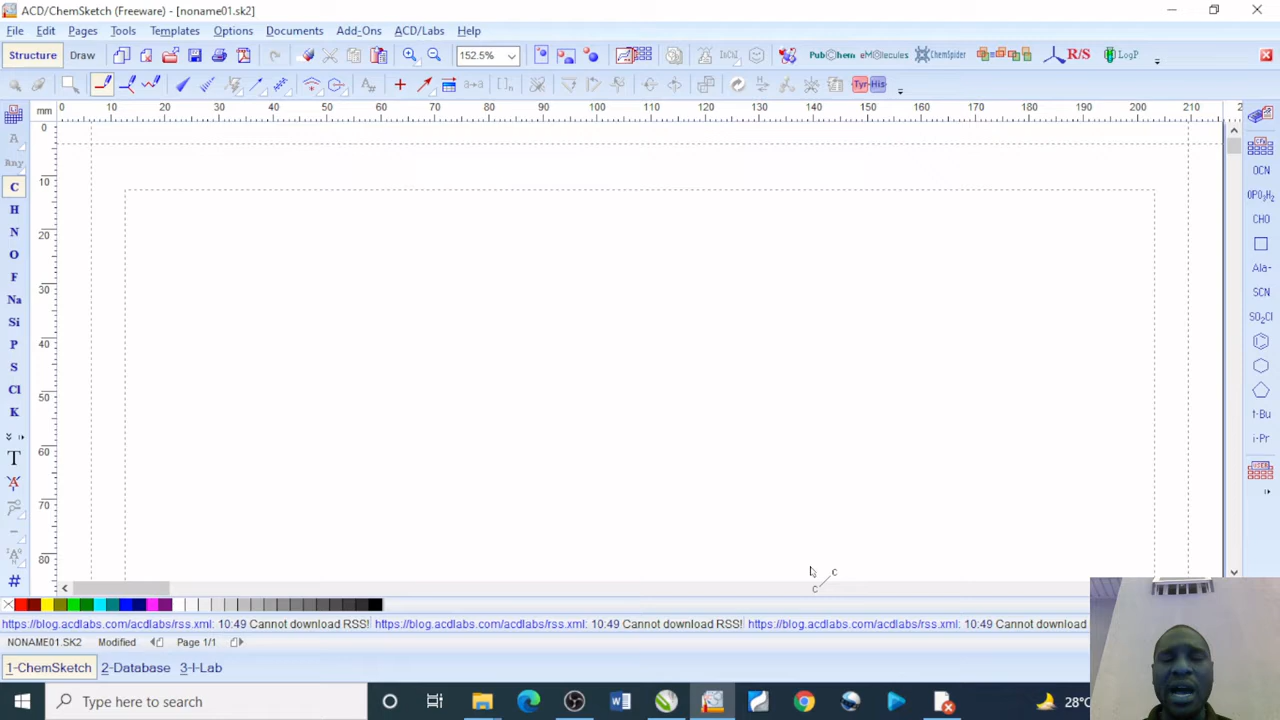 ACD/ChemSketch (Freeware) - [noname01.sk2]
File Edit Pages Tools Templates Options Documents Add-Ons ACD/Labs Help
Structure Draw 152.5% PubChem eMolecules ChemSpider R/S LogP
Tyr His
mm 0 10 20 30 40 50 60 70 80 90 100 110 120 130 140 150 160 170 180 190 200 210 2
0
A
Any
10
C
H
20
N
O
F
30
Na
Si
40
P
S
50
Cl
K
60
T
70
80
#
OCN
OPO₃H₂
CHO
Ala-
SCN
SO₂Cl
t-Bu
i-Pr
C
C
https://blog.acdlabs/acdlabs/rss.xml: 10:49 Cannot download RSS! https://blog.acdlabs/acdlabs/rss.xml: 10:49 Cannot download RSS! https://blog.acdlabs/acdlabs/rss.xml: 10:49 Cannot download RSS!
NONAME01.SK2 Modified Page 1/1
1-ChemSketch 2-Database 3-I-Lab
Type here to search 28°C